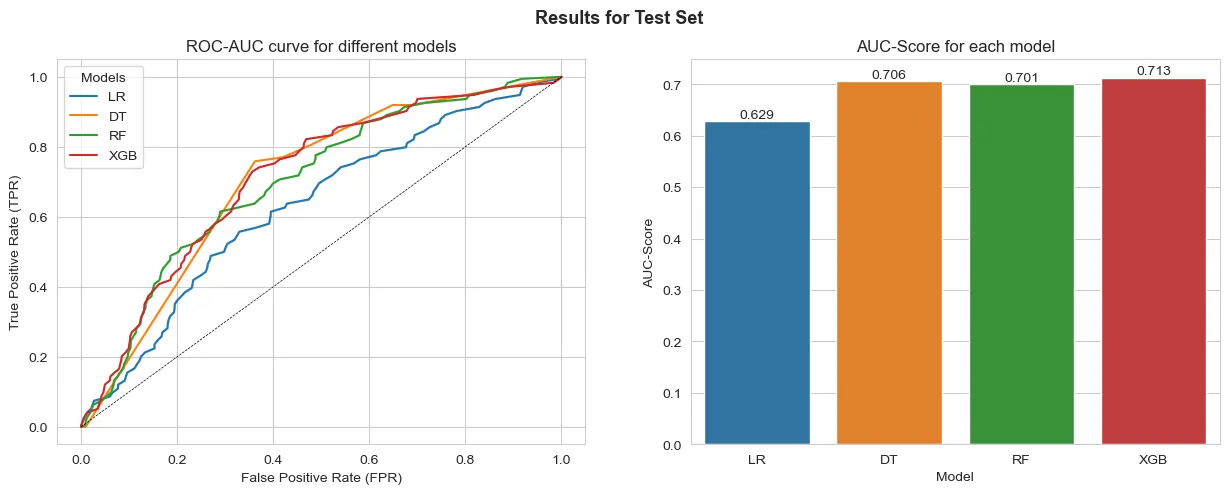 Results for Test Set
ROC-AUC curve for different models
Models
LR
DT
RF
XGB
True Positive Rate (TPR)
1.0
0.8
0.6
0.4
0.2
0.0
0.0 0.2 0.4 0.6 0.8 1.0
False Positive Rate (FPR)
AUC-Score for each model
AUC-Score
0.7
0.6
0.5
0.4
0.3
0.2
0.1
0.0
0.629 0.706 0.701 0.713
LR DT RF XGB
Model